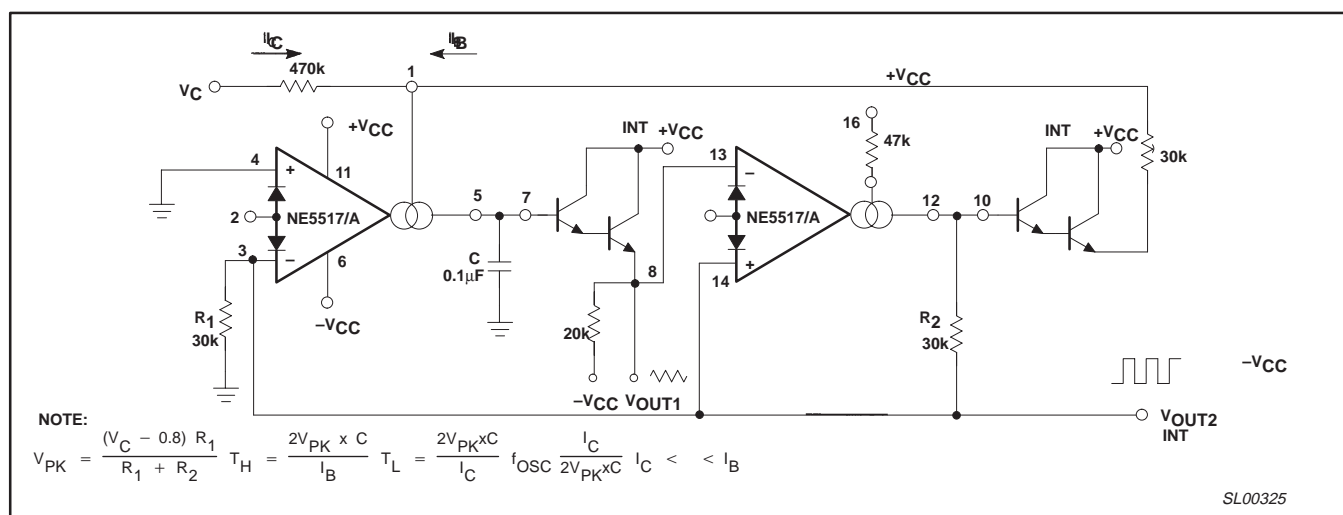 IC
IB
470k
1
VC
+VCC
+VCC
INT
+VCC
16
47k
INT
+VCC
30k
4
+
11
13
−
2
NE5517/A
5
7
NE5517/A
12
10
3
−
6
C
0.1μF
8
14
+
−VCC
R1
30k
20k
R2
30k
−VCC
−VCC
VOUT1
VOUT2
INT
NOTE:
VPK = (VC − 0.8) R1 / R1 + R2 TH = 2VPK x C / IB TL = 2VPKxC / IC fOSC IC / 2VPKxC IC < < IB
SL00325